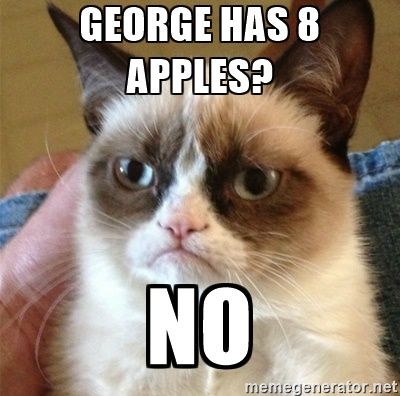 GEORGE HAS 8
APPLES?
NO
memegenerator.net